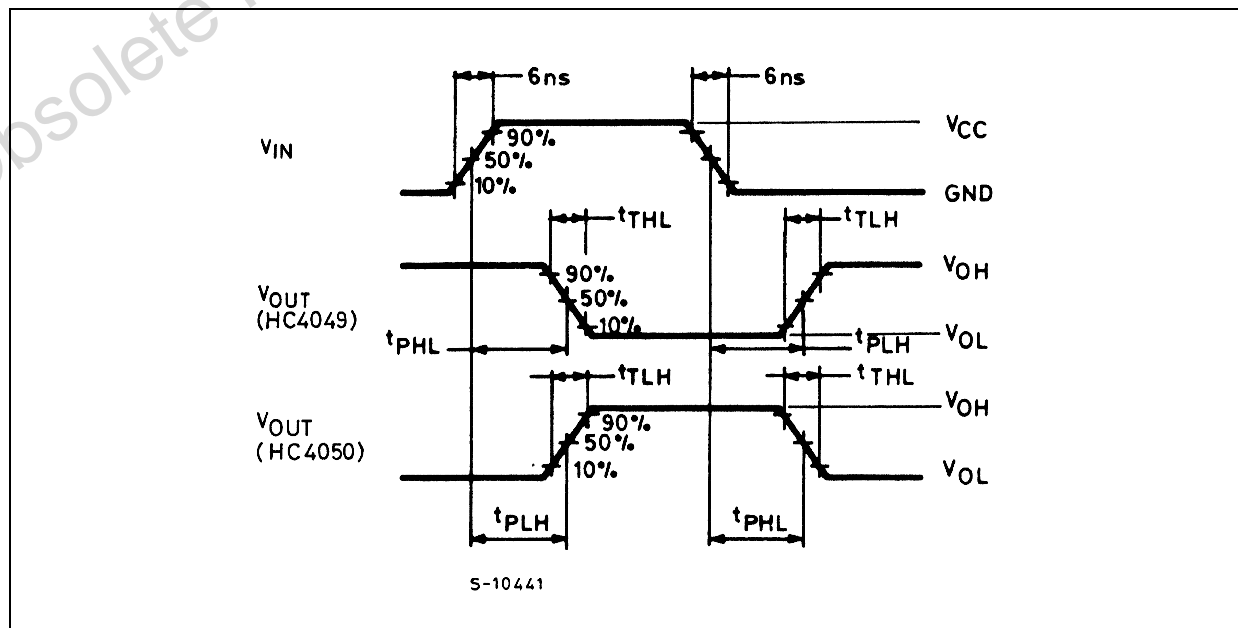 obsolete
6ns 6ns
VIN
90%
50%
10%
VCC
GND
tTHL tTLH
VOUT
(HC4049)
90%
50%
10%
VOH
VOL
tPHL tPLH
tTLH tTHL
VOUT
(HC4050)
90%
50%
10%
VOH
VOL
tPLH tPHL
S-10441